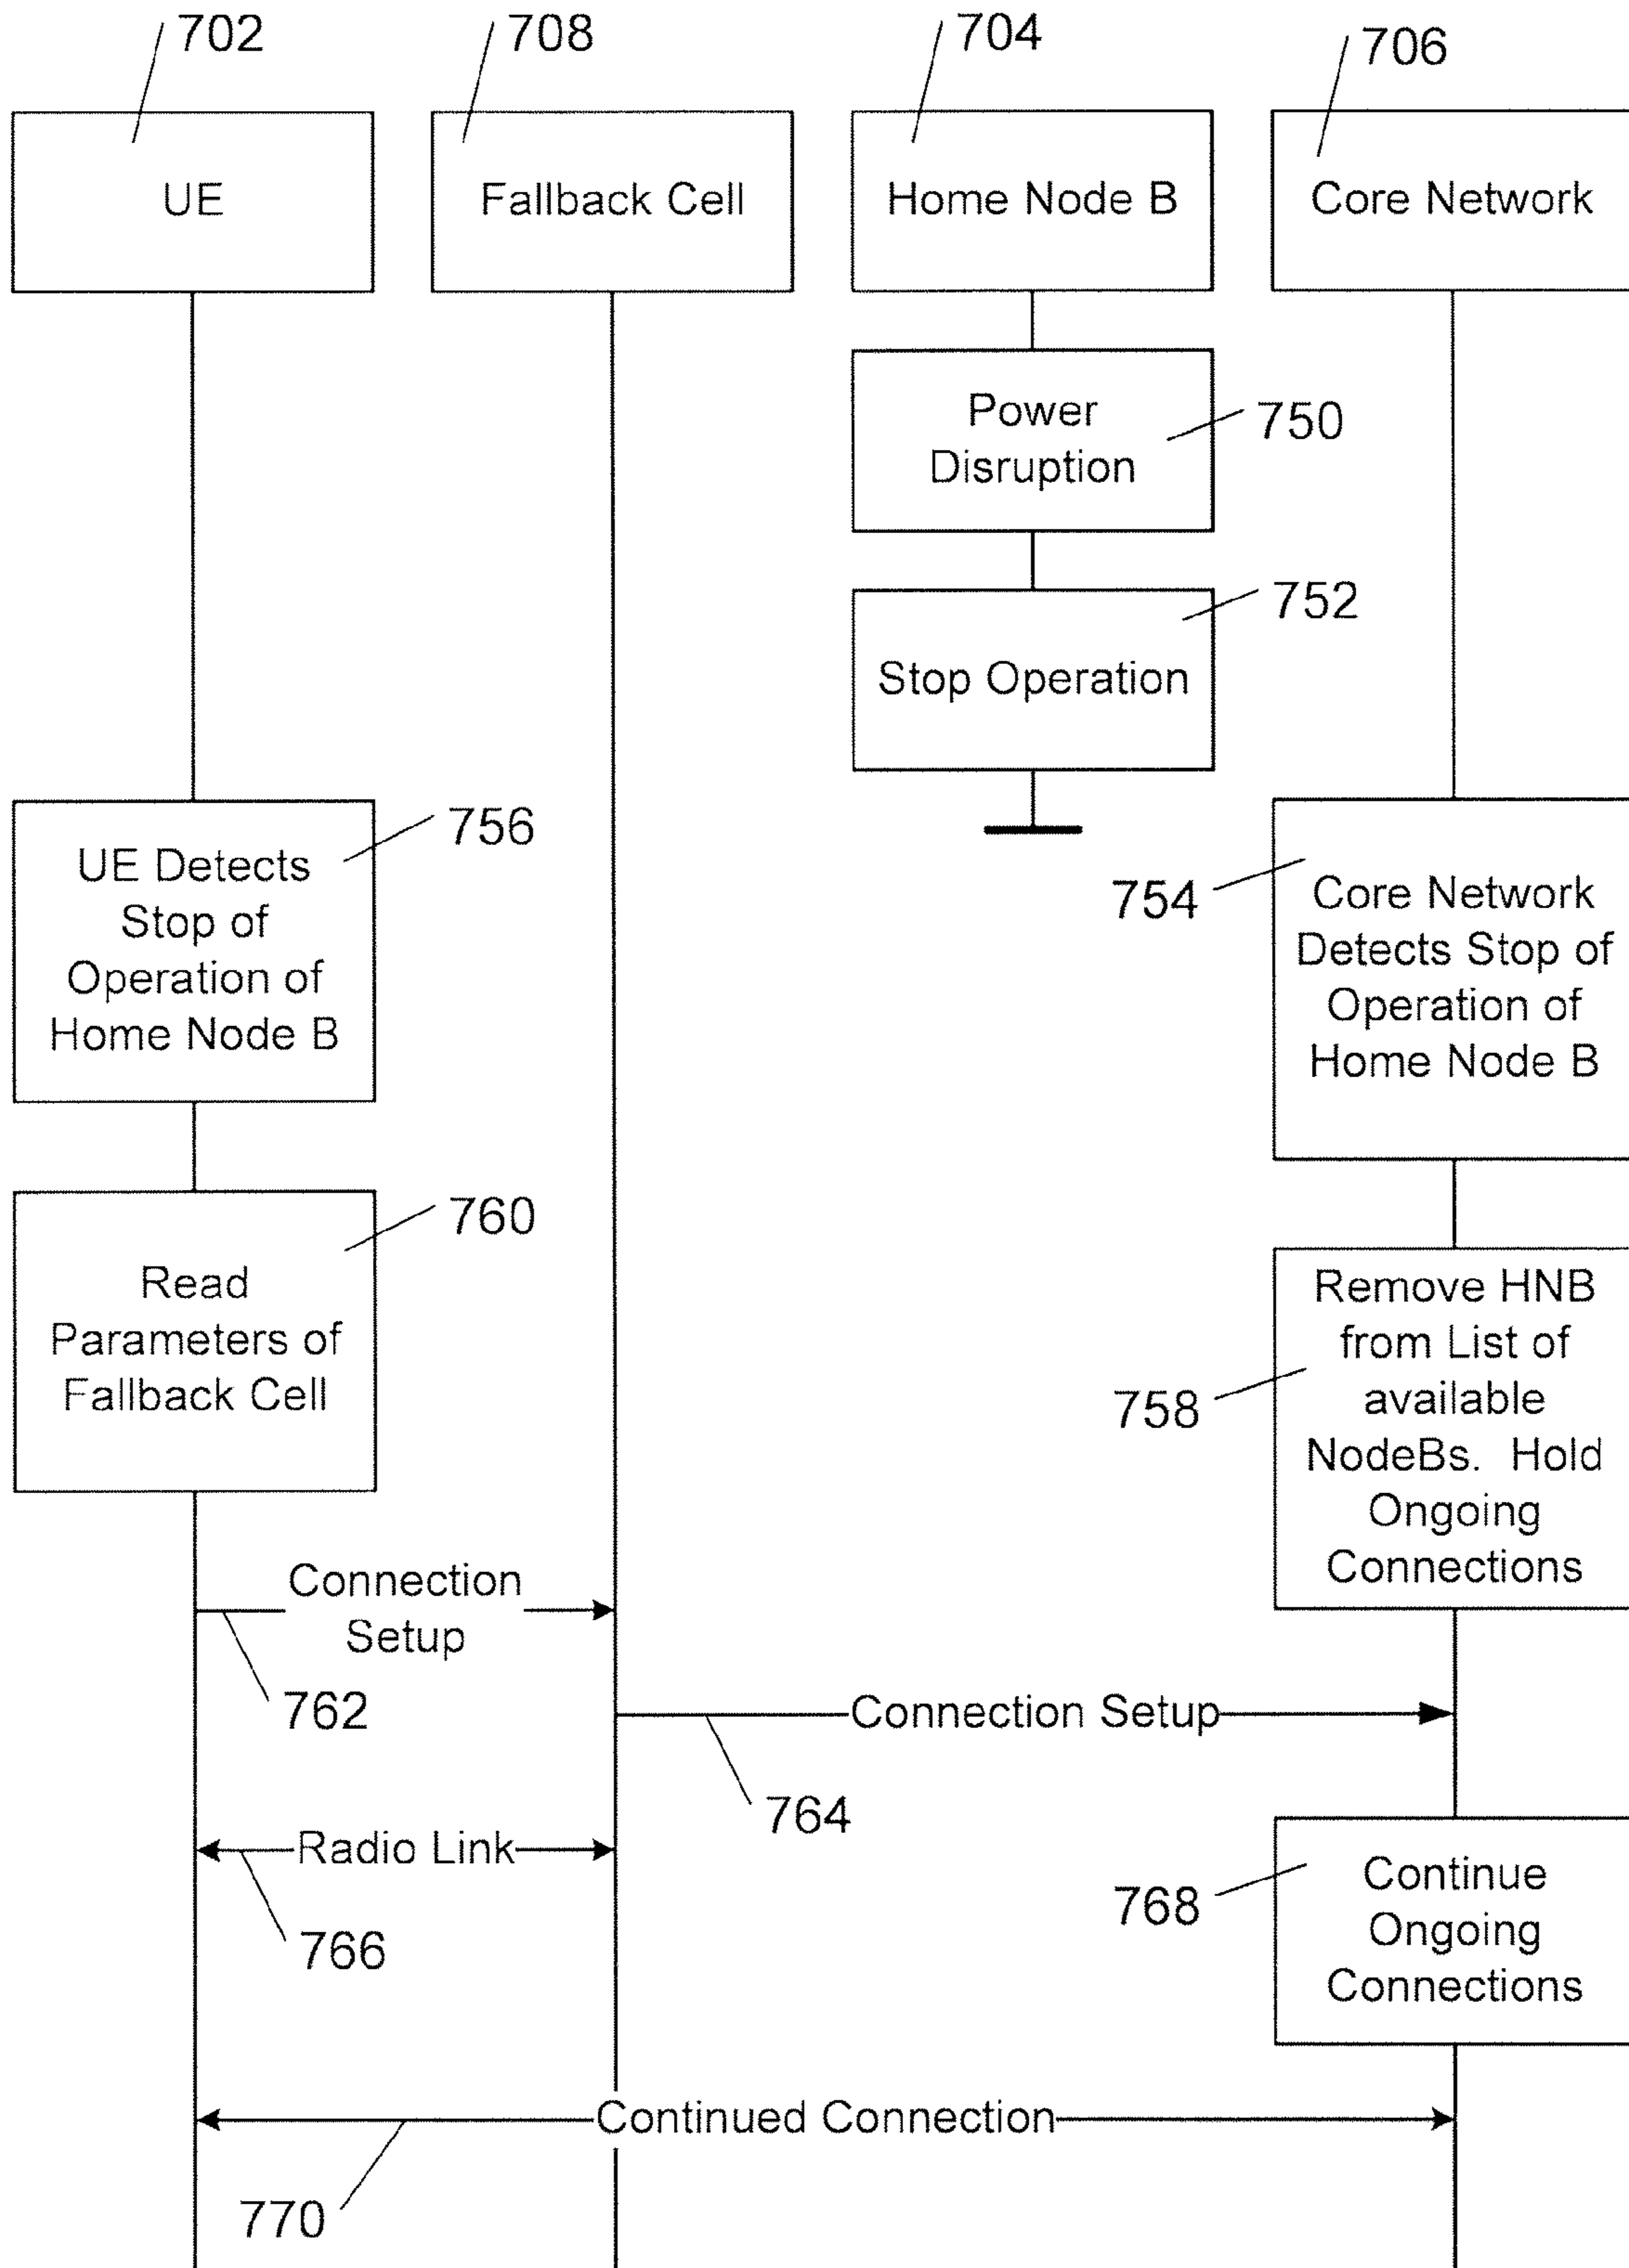 702
708
704
706
UE
Fallback Cell
Home Node B
Core Network
Power
Disruption
750
Stop Operation
752
UE Detects
Stop of
Operation of
Home Node B
756
754
Core Network
Detects Stop of
Operation of
Home Node B
Read
Parameters of
Fallback Cell
760
758
Remove HNB
from List of
available
NodeBs. Hold
Ongoing
Connections
Connection
Setup
762
Connection Setup
764
Radio Link
766
768
Continue
Ongoing
Connections
Continued Connection
770